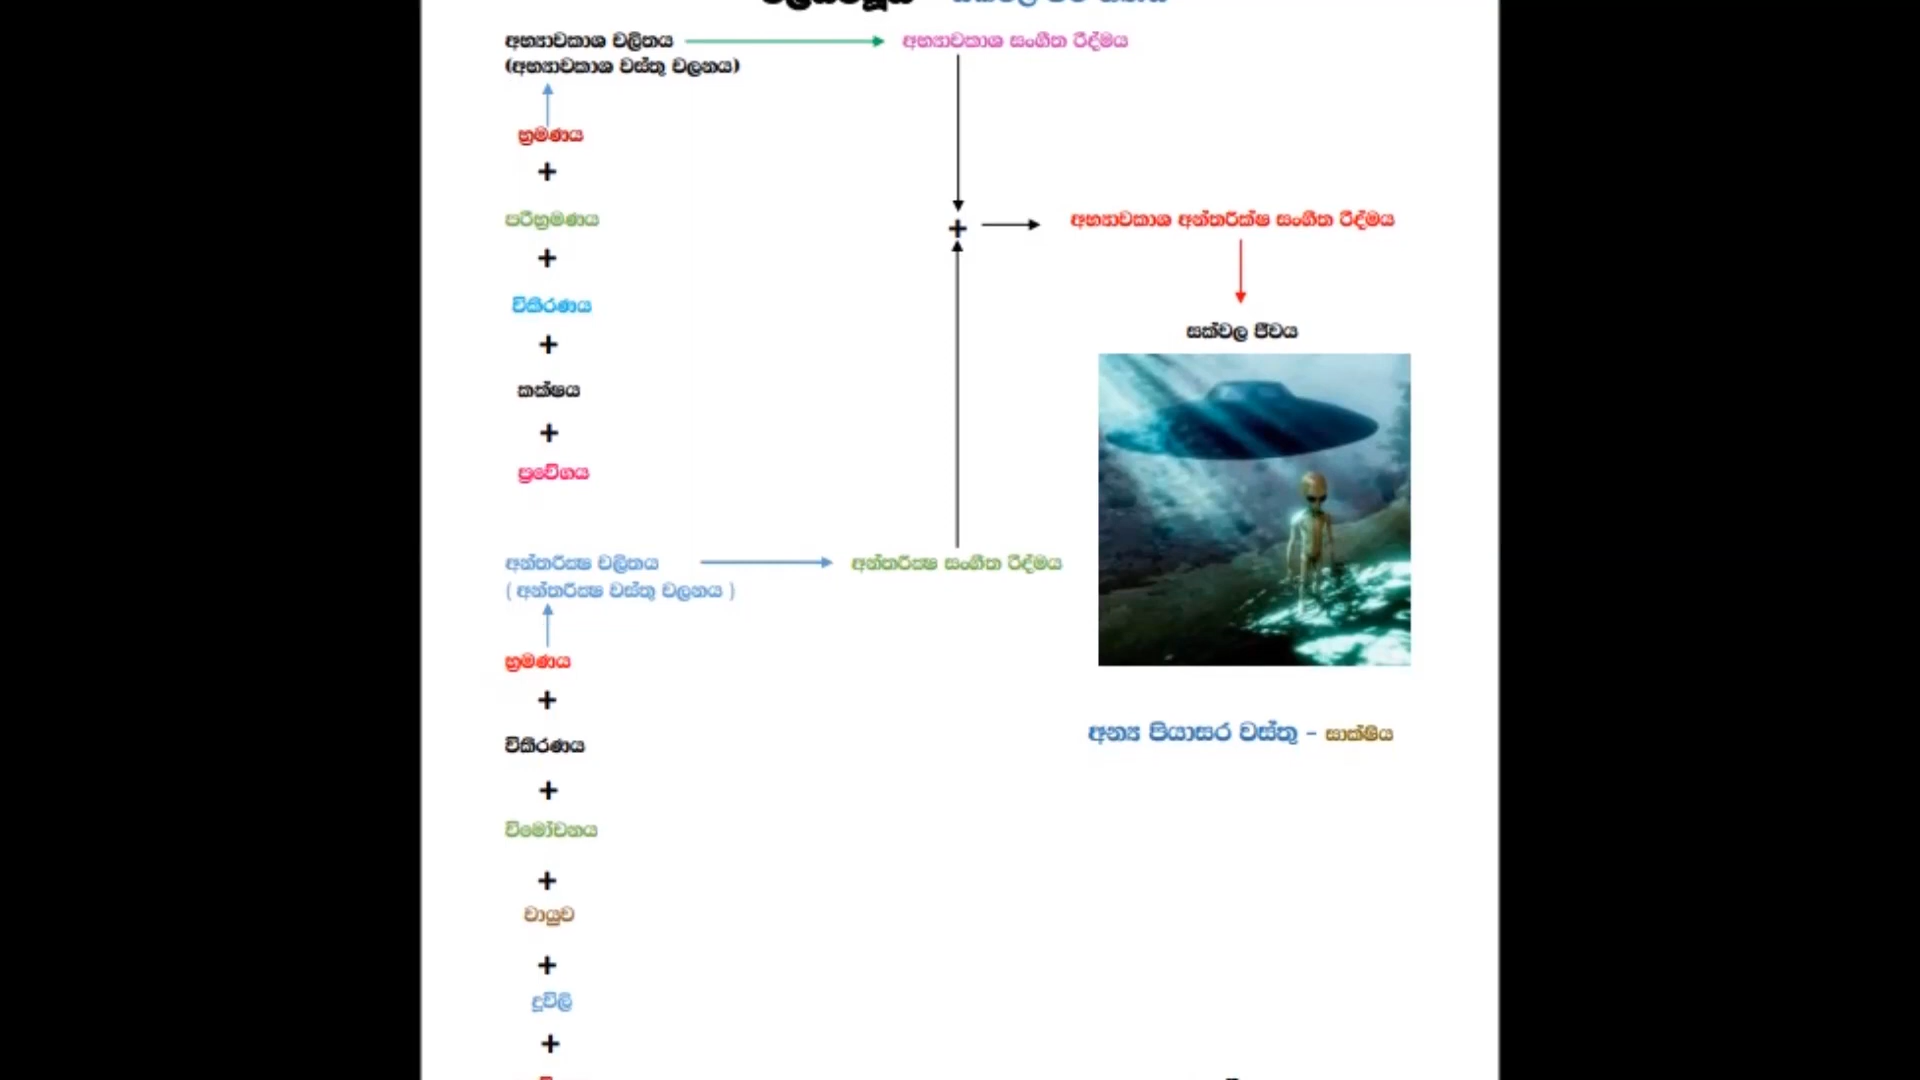 අභ්‍යාවකාශ චලිතය
අභ්‍යාවකාශ සංගීත රිද්මය
(අභ්‍යාවකාශ වස්තු චලනය)
භ්‍රමණය
+
පරිභ්‍රමණය
+
අභ්‍යාවකාශ අන්තරික්ෂ සංගීත රිද්මය
+
විකිරණය
සක්වල ජීවය
+
කක්ෂය
+
ප්‍රවේගය
අන්තරික්‍ෂ චලිතය
අන්තරික්‍ෂ සංගීත රිද්මය
( අන්තරික්‍ෂ වස්තු චලනය )
භ්‍රමණය
+
අන්‍ය පියාසර වස්තු - සාක්ෂිය
විකිරණය
+
විමෝචනය
+
වායුව
+
දූවිලි
+